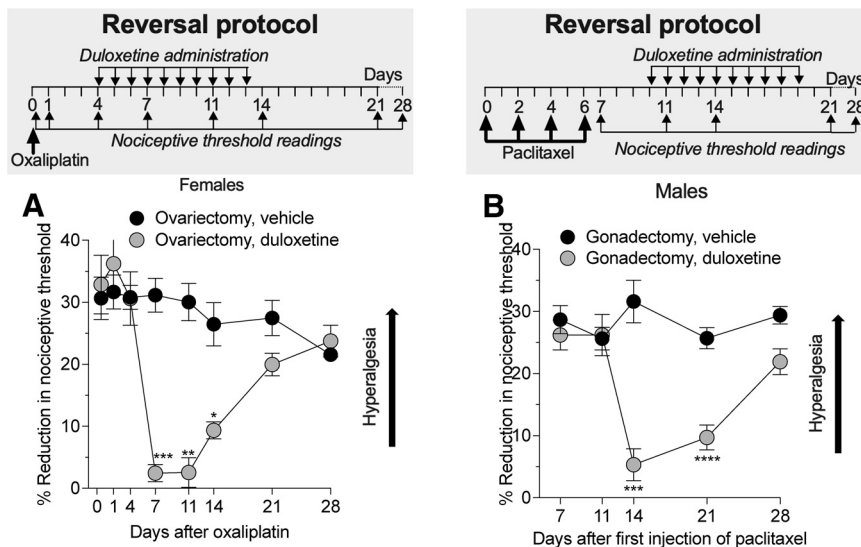 Reversal protocol
Duloxetine administration
Days
0 1 4 7 11 14 21 28
Nociceptive threshold readings
Oxaliplatin
Females
A
Ovariectomy, vehicle
Ovariectomy, duloxetine
% Reduction in nociceptive threshold
40
30
20
10
0
*** ** *
0 1 4 7 11 14 21 28
Days after oxaliplatin
Hyperalgesia
Reversal protocol
Duloxetine administration
Days
0 2 4 6 7 11 14 21 28
Paclitaxel
Nociceptive threshold readings
Males
B
Gonadectomy, vehicle
Gonadectomy, duloxetine
% Reduction in nociceptive threshold
40
30
20
10
0
*** ****
7 11 14 21 28
Days after first injection of paclitaxel
Hyperalgesia